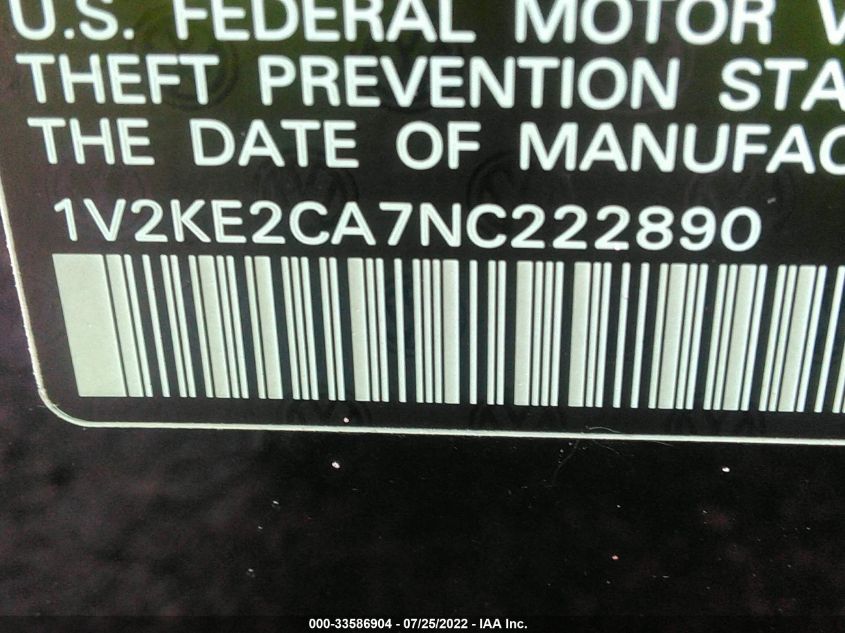 U.S. FEDERAL MOTOR V
THEFT PREVENTION STA
THE DATE OF MANUFAC
1V2KE2CA7NC222890
000-33586904 - 07/25/2022 - IAA Inc.